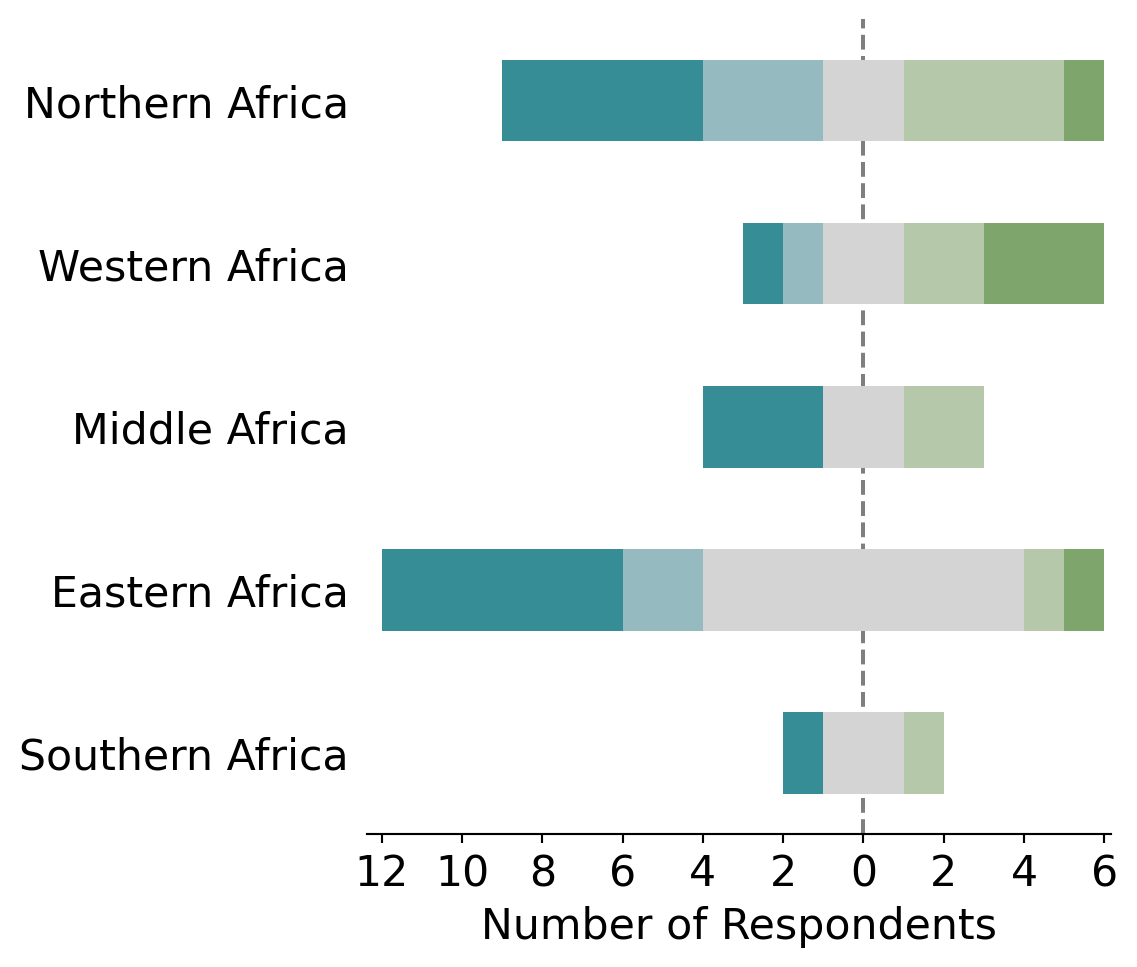 Northern Africa
Western Africa
Middle Africa
Eastern Africa
Southern Africa
12 10 8 6 4 2 0 2 4 6
Number of Respondents